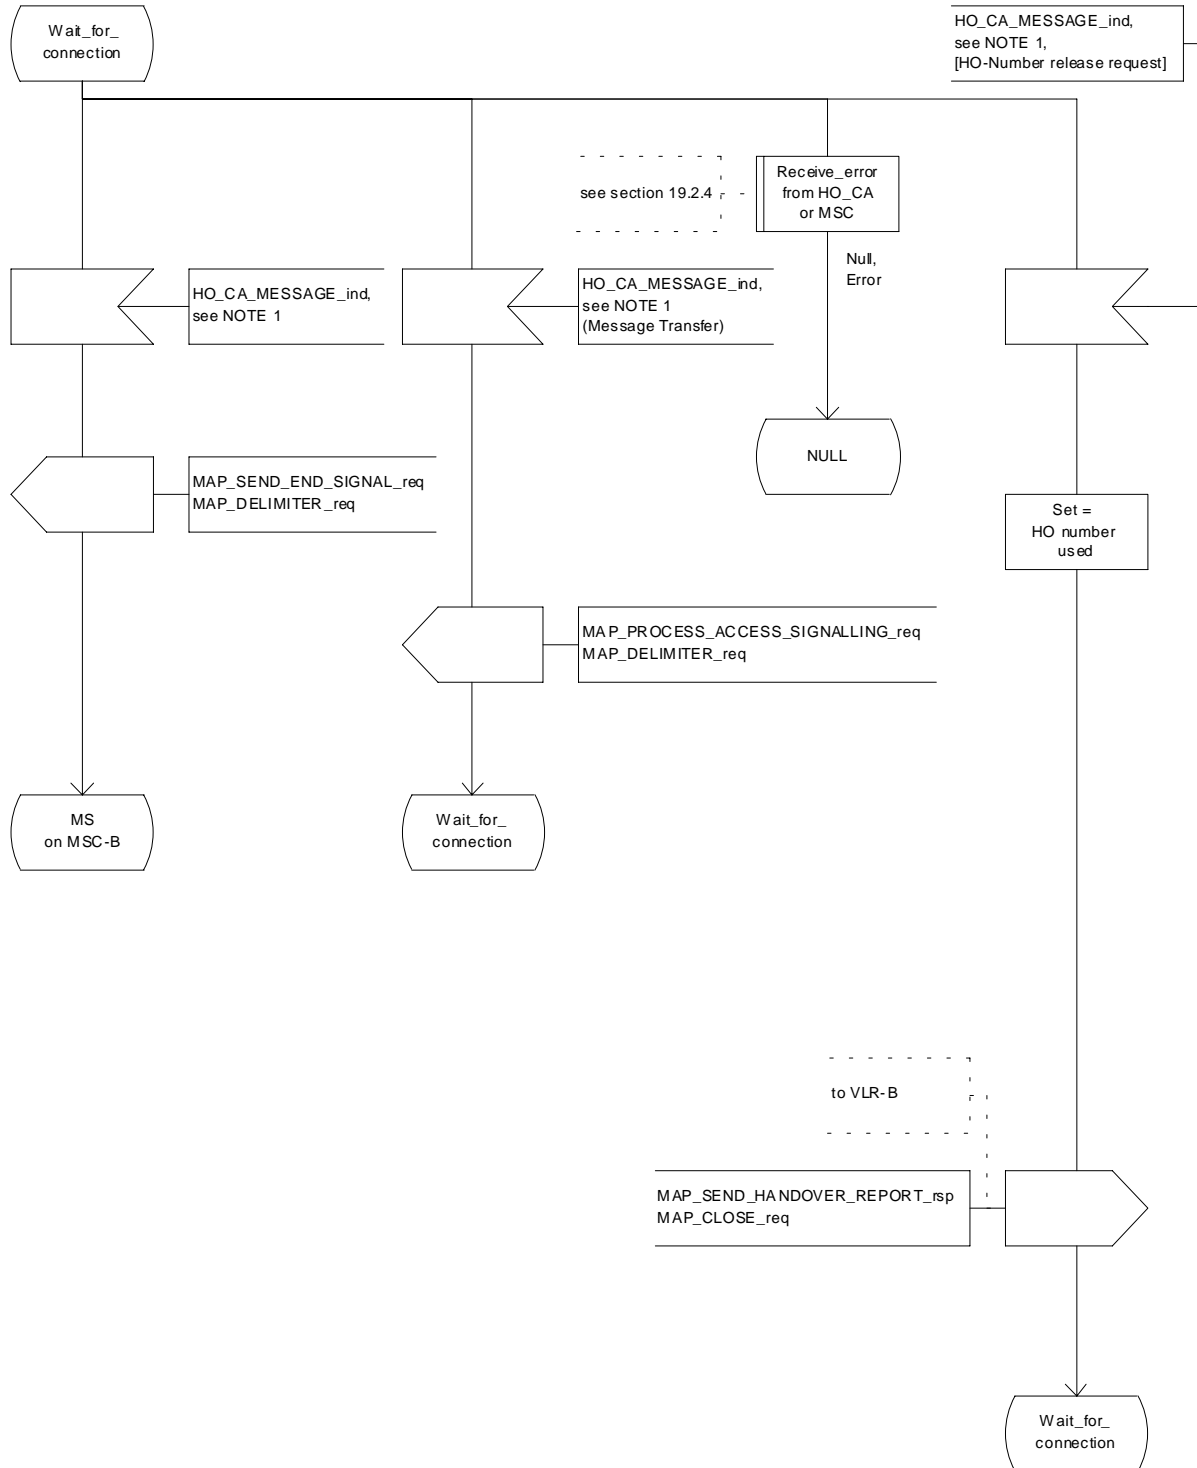 Wait_for_
connection
HO_CA_MESSAGE_ind,
see NOTE 1,
[HO-Number release request]
see section 19.2.4
Receive_error
from HO_CA
or MSC
Null,
Error
HO_CA_MESSAGE_ind,
see NOTE 1
HO_CA_MESSAGE_ind,
see NOTE 1
(Message Transfer)
NULL
MAP_SEND_END_SIGNAL_req
MAP_DELIMITER_req
Set =
HO number
used
MAP_PROCESS_ACCESS_SIGNALLING_req
MAP_DELIMITER_req
MS
on MSC-B
Wait_for_
connection
to VLR-B
MAP_SEND_HANDOVER_REPORT_rsp
MAP_CLOSE_req
Wait_for_
connection